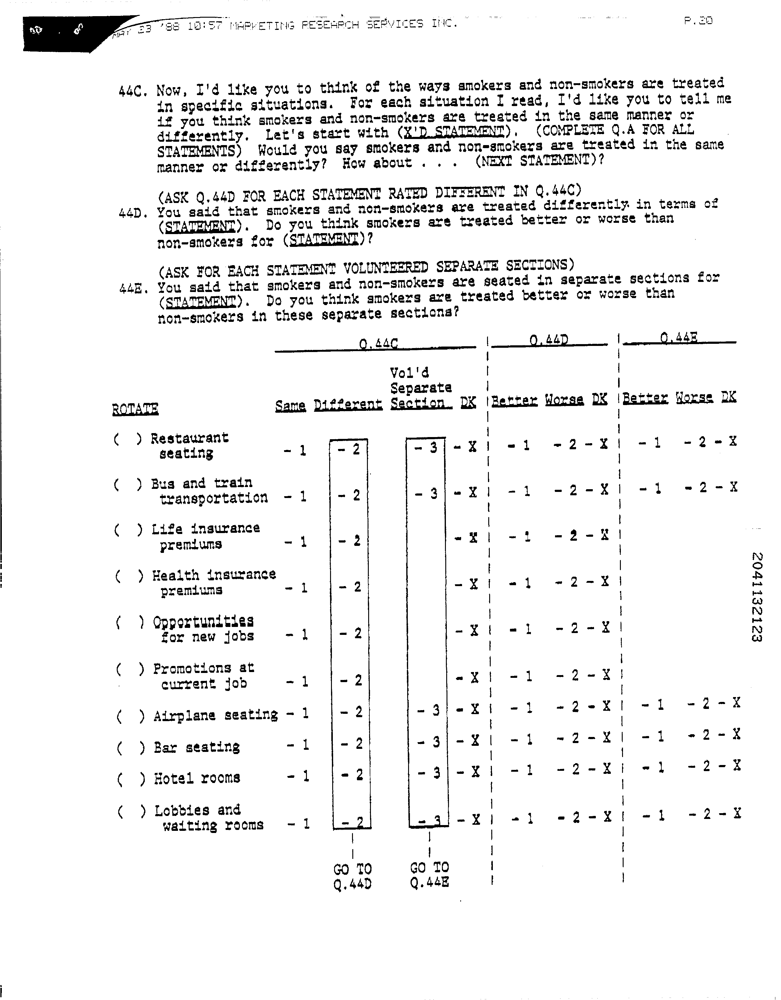 MAY 23 '88 10:57 MARKETING RESEARCH SERVICES INC. P.20
44C. Now, I'd like you to think of the ways smokers and non-smokers are treated
in specific situations. For each situation I read, I'd like you to tell me
if you think smokers and non-smokers are treated in the same manner or
differently. Let's start with (X'D STATEMENT). (COMPLETE Q.A FOR ALL
STATEMENTS) Would you say smokers and non-smokers are treated in the same
manner or differently? How about . . . (NEXT STATEMENT)?
(ASK Q.44D FOR EACH STATEMENT RATED DIFFERENT IN Q.44C)
44D. You said that smokers and non-smokers are treated differently in terms of
(STATEMENT). Do you think smokers are treated better or worse than
non-smokers for (STATEMENT)?
(ASK FOR EACH STATEMENT VOLUNTEERED SEPARATE SECTIONS)
44E. You said that smokers and non-smokers are seated in separate sections for
(STATEMENT). Do you think smokers are treated better or worse than
non-smokers in these separate sections?
Q.44C Q.44D Q.44E
Vol'd
Separate
ROTATE Same Different Section DK Better Worse DK Better Worse DK
( ) Restaurant
seating - 1 - 2 - 3 - X - 1 - 2 - X - 1 - 2 - X
( ) Bus and train
transportation - 1 - 2 - 3 - X - 1 - 2 - X - 1 - 2 - X
( ) Life insurance
premiums - 1 - 2 - X - 1 - 2 - X
( ) Health insurance
premiums - 1 - 2 - X - 1 - 2 - X
( ) Opportunities
for new jobs - 1 - 2 - X - 1 - 2 - X
( ) Promotions at
current job - 1 - 2 - X - 1 - 2 - X
( ) Airplane seating - 1 - 2 - 3 - X - 1 - 2 - X - 1 - 2 - X
( ) Bar seating - 1 - 2 - 3 - X - 1 - 2 - X - 1 - 2 - X
( ) Hotel rooms - 1 - 2 - 3 - X - 1 - 2 - X - 1 - 2 - X
( ) Lobbies and
waiting rooms - 1 - 2 - 3 - X - 1 - 2 - X - 1 - 2 - X
GO TO GO TO
Q.44D Q.44E
2041132123